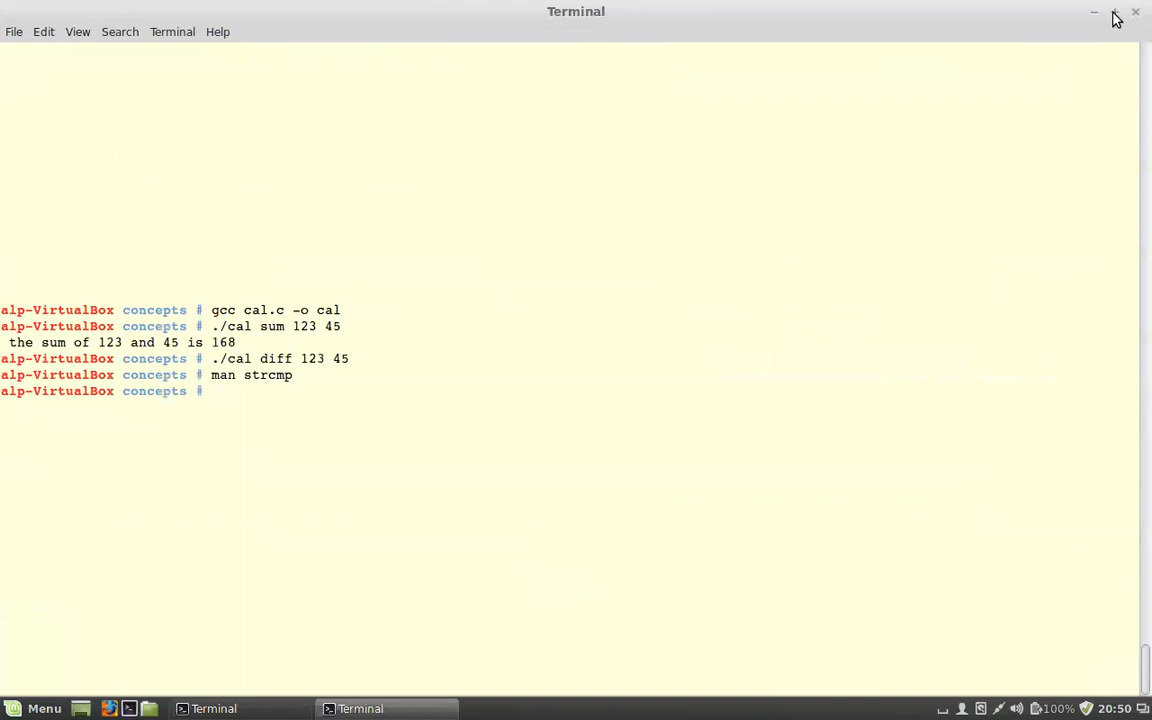 Terminal
File Edit View Search Terminal Help
alp-VirtualBox concepts # gcc cal.c -o cal
alp-VirtualBox concepts # ./cal sum 123 45
the sum of 123 and 45 is 168
alp-VirtualBox concepts # ./cal diff 123 45
alp-VirtualBox concepts # man strcmp
alp-VirtualBox concepts #
Menu Terminal Terminal 100% 20:50